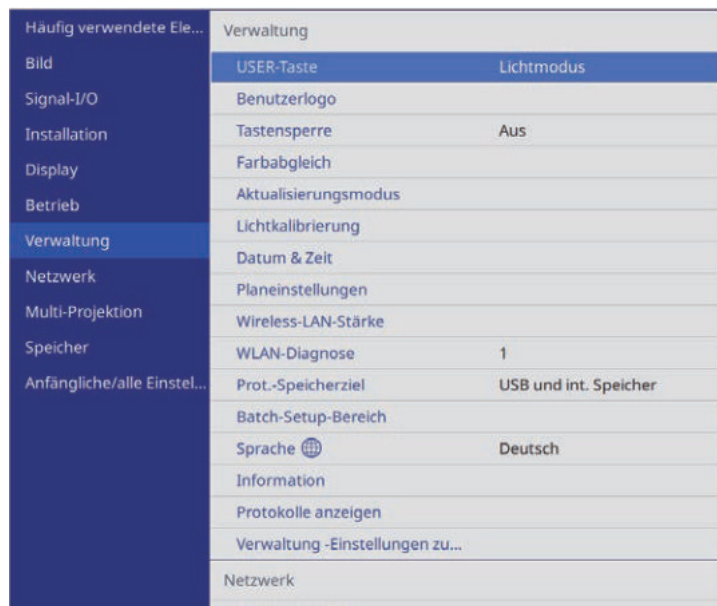 Häufig verwendete Ele...
Bild
Signal-I/O
Installation
Display
Betrieb
Verwaltung
Netzwerk
Multi-Projektion
Speicher
Anfängliche/alle Einstel...
Verwaltung
USER-Taste Lichtmodus
Benutzerlogo
Tastensperre Aus
Farbabgleich
Aktualisierungsmodus
Lichtkalibrierung
Datum & Zeit
Planeinstellungen
Wireless-LAN-Stärke
WLAN-Diagnose 1
Prot.-Speicherziel USB und int. Speicher
Batch-Setup-Bereich
Sprache Deutsch
Information
Protokolle anzeigen
Verwaltung -Einstellungen zu...
Netzwerk